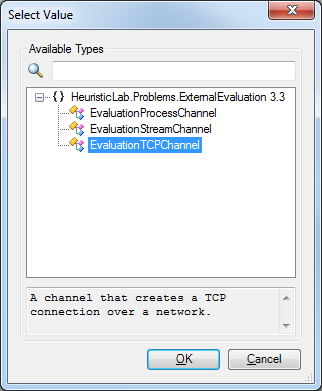 Select Value
Available Types
{} HeuristicLab.Problems.ExternalEvaluation 3.3
EvaluationProcessChannel
EvaluationStreamChannel
EvaluationTCPChannel
A channel that creates a TCP
connection over a network.
OK Cancel